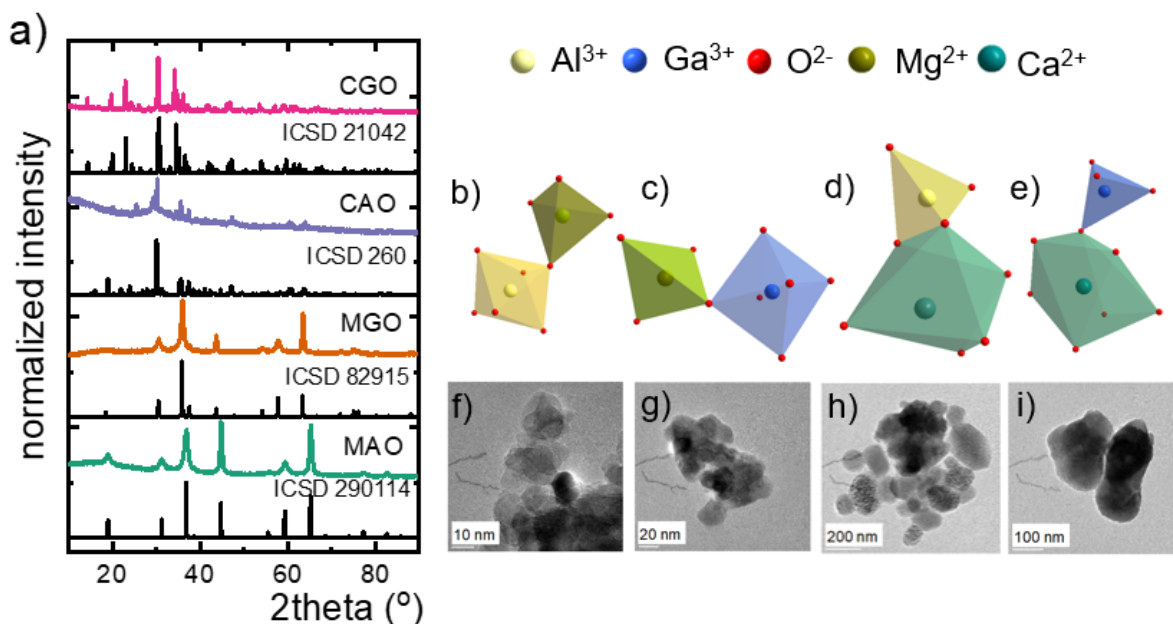 a)
normalized intensity
CGO
ICSD 21042
CAO
ICSD 260
MGO
ICSD 82915
MAO
ICSD 290114
20 40 60 80
2theta (º)
Al³⁺ Ga³⁺ O²⁻ Mg²⁺ Ca²⁺
b) c) d) e)
f) g) h) i)
10 nm 20 nm 200 nm 100 nm